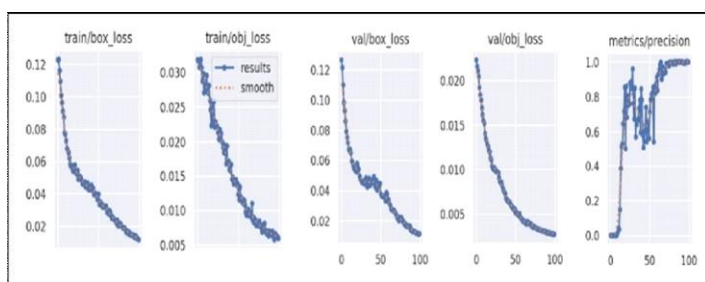 train/box_loss
0.12
0.10
0.08
0.06
0.04
0.02
train/obj_loss
results
smooth
0.030
0.025
0.020
0.015
0.010
0.005
val/box_loss
0.12
0.10
0.08
0.06
0.04
0.02
0 50 100
val/obj_loss
0.020
0.015
0.010
0.005
0 50 100
metrics/precision
1.0
0.8
0.6
0.4
0.2
0.0
0 50 100